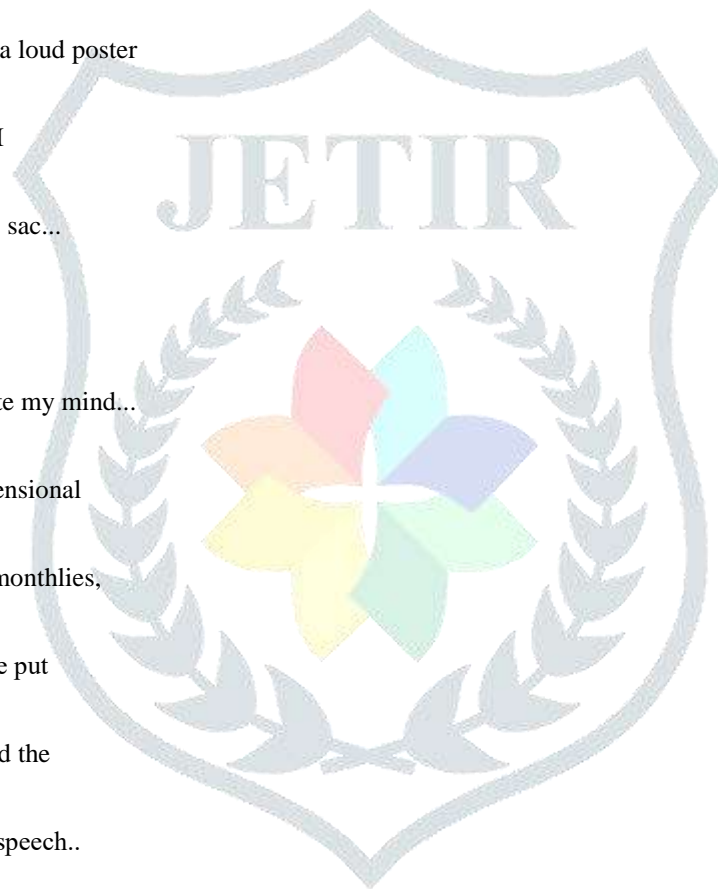 a loud poster
JETIR
sac...
te my mind...
ensional
monthlies,
e put
d the
speech..